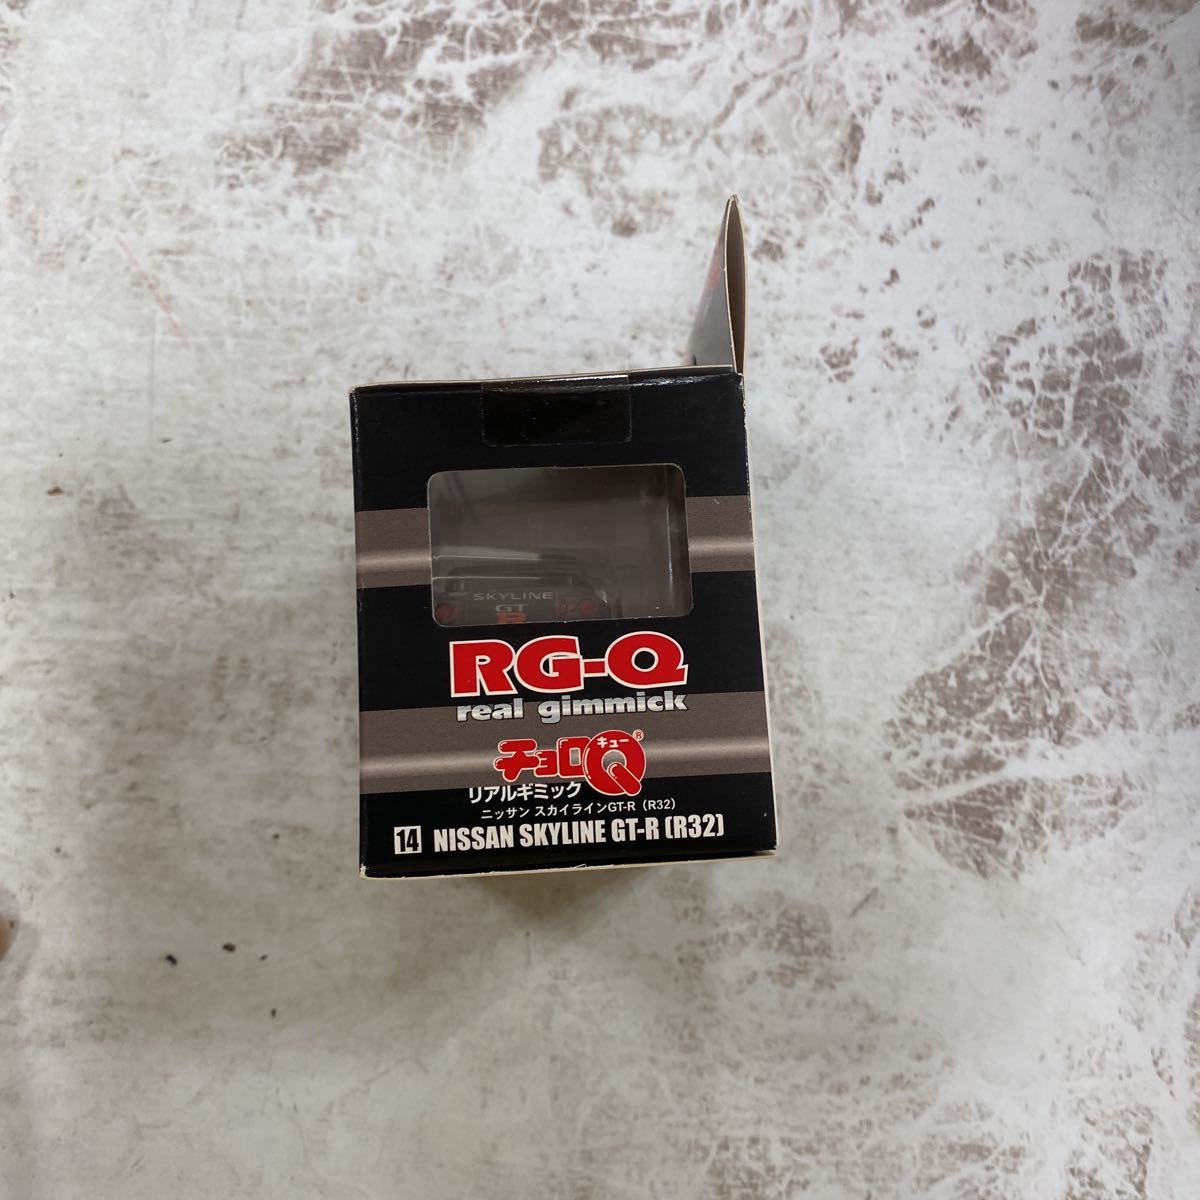 SKYLINE
GT
R
RG-Q
real gimmick
チョロQ キュー ®
リアルギミック
ニッサン スカイラインGT-R (R32)
14 NISSAN SKYLINE GT-R (R32)